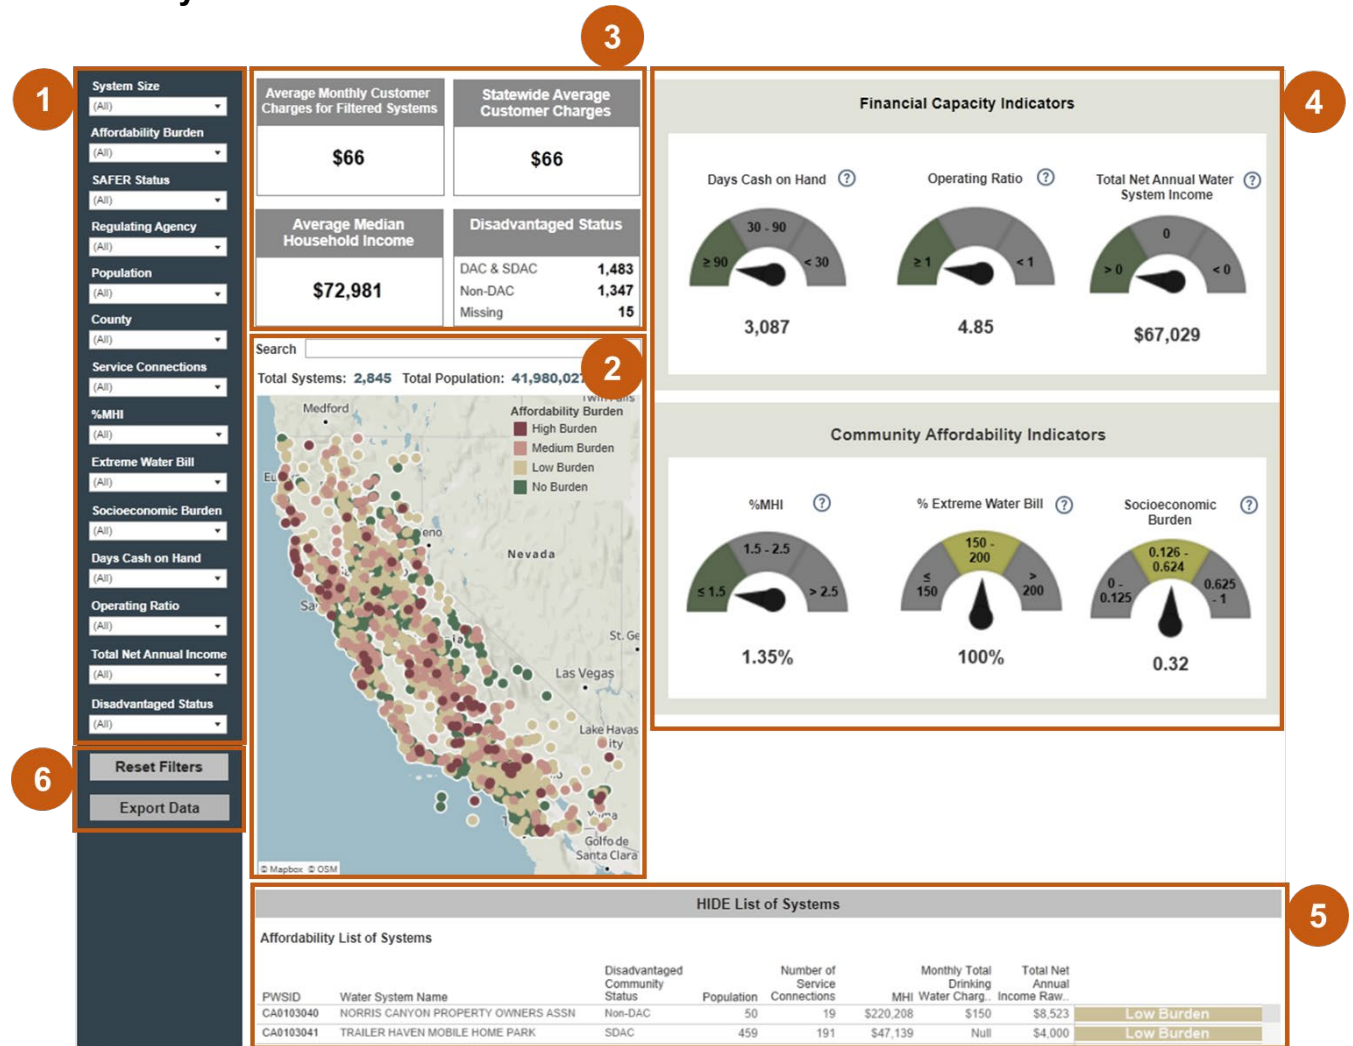 3
1
4
System Size
(All)
Affordability Burden
(All)
SAFER Status
(All)
Regulating Agency
(All)
Population
(All)
County
(All)
Service Connections
(All)
%MHI
(All)
Extreme Water Bill
(All)
Socioeconomic Burden
(All)
Days Cash on Hand
(All)
Operating Ratio
(All)
Total Net Annual Income
(All)
Disadvantaged Status
(All)
6
Reset Filters
Export Data
Average Monthly Customer
Charges for Filtered Systems
$66
Statewide Average
Customer Charges
$66
Average Median
Household Income
$72,981
Disadvantaged Status
DAC & SDAC 1,483
Non-DAC 1,347
Missing 15
Search
2
Total Systems: 2,845 Total Population: 41,980,027
Medford
Affordability Burden
High Burden
Medium Burden
Low Burden
No Burden
Nevada
St. Ge
Las Vegas
Lake Havas
ity
Yuma
Golfo de
Santa Clara
© Mapbox © OSM
Financial Capacity Indicators
Days Cash on Hand ?
30 - 90
≥ 90
< 30
3,087
Operating Ratio ?
≥ 1
< 1
4.85
Total Net Annual Water
System Income ?
0
> 0
< 0
$67,029
Community Affordability Indicators
%MHI ?
1.5 - 2.5
≤ 1.5
> 2.5
1.35%
% Extreme Water Bill ?
150 -
200
≤
150
>
200
100%
Socioeconomic
Burden ?
0.126 -
0.624
0 -
0.125
0.625
- 1
0.32
HIDE List of Systems
5
Affordability List of Systems
PWSID Water System Name Disadvantaged Community Status Population Number of Service Connections MHI Monthly Total Drinking Water Charg.. Total Net Annual Income Raw..
CA0103040 NORRIS CANYON PROPERTY OWNERS ASSN Non-DAC 50 19 $220,208 $150 $8,523 Low Burden
CA0103041 TRAILER HAVEN MOBILE HOME PARK SDAC 459 191 $47,139 Null $4,000 Low Burden